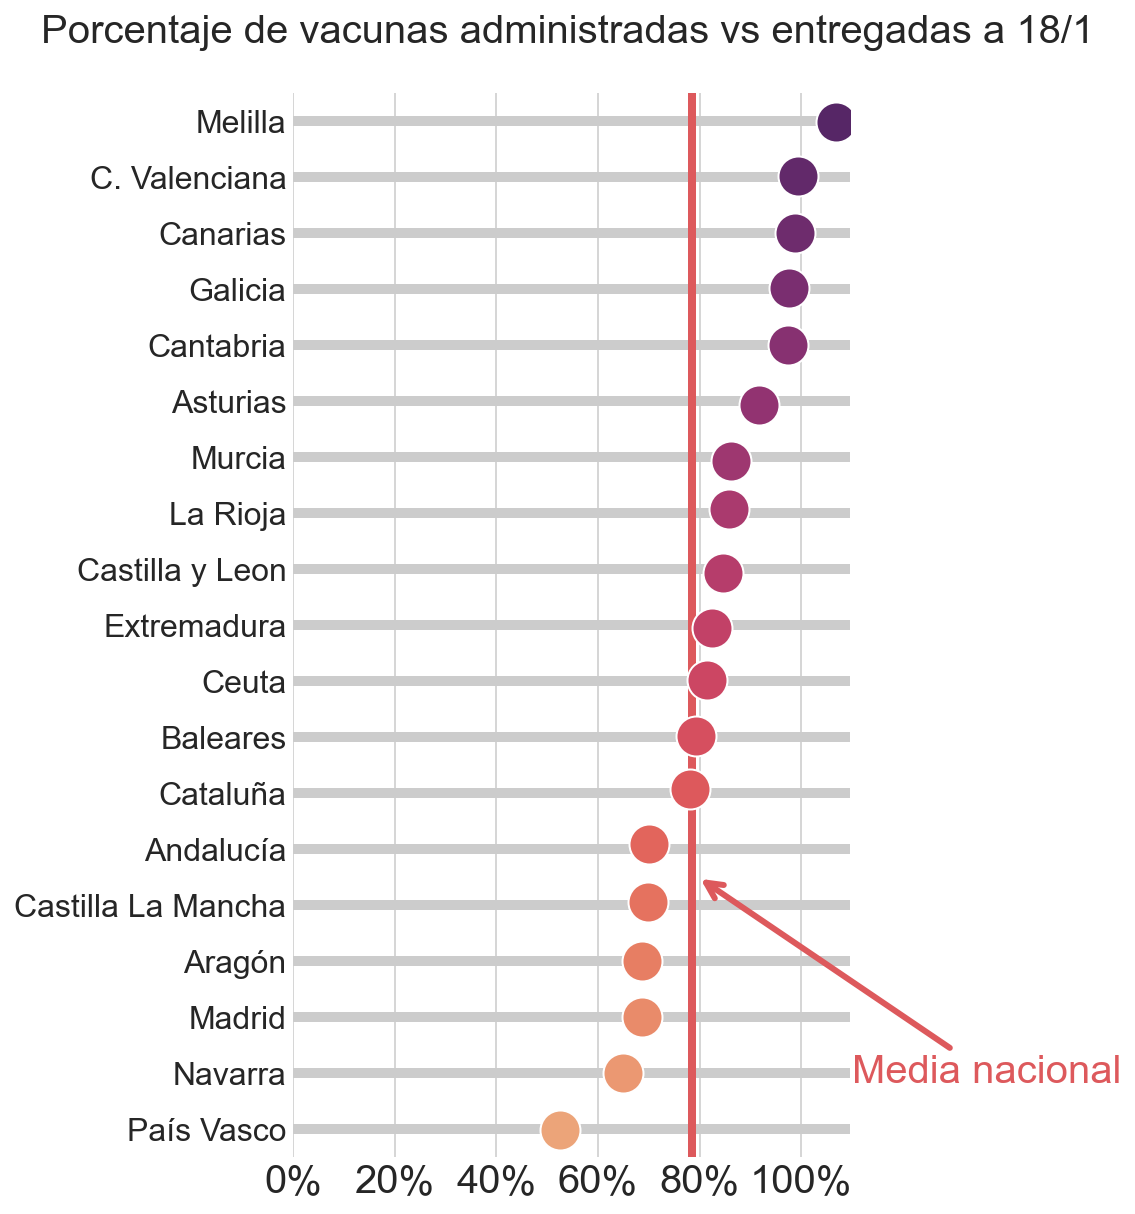 Porcentaje de vacunas administradas vs entregadas a 18/1
Melilla
C. Valenciana
Canarias
Galicia
Cantabria
Asturias
Murcia
La Rioja
Castilla y Leon
Extremadura
Ceuta
Baleares
Cataluña
Andalucía
Castilla La Mancha
Aragón
Madrid
Navarra
Media nacional
País Vasco
0% 20% 40% 60% 80% 100%